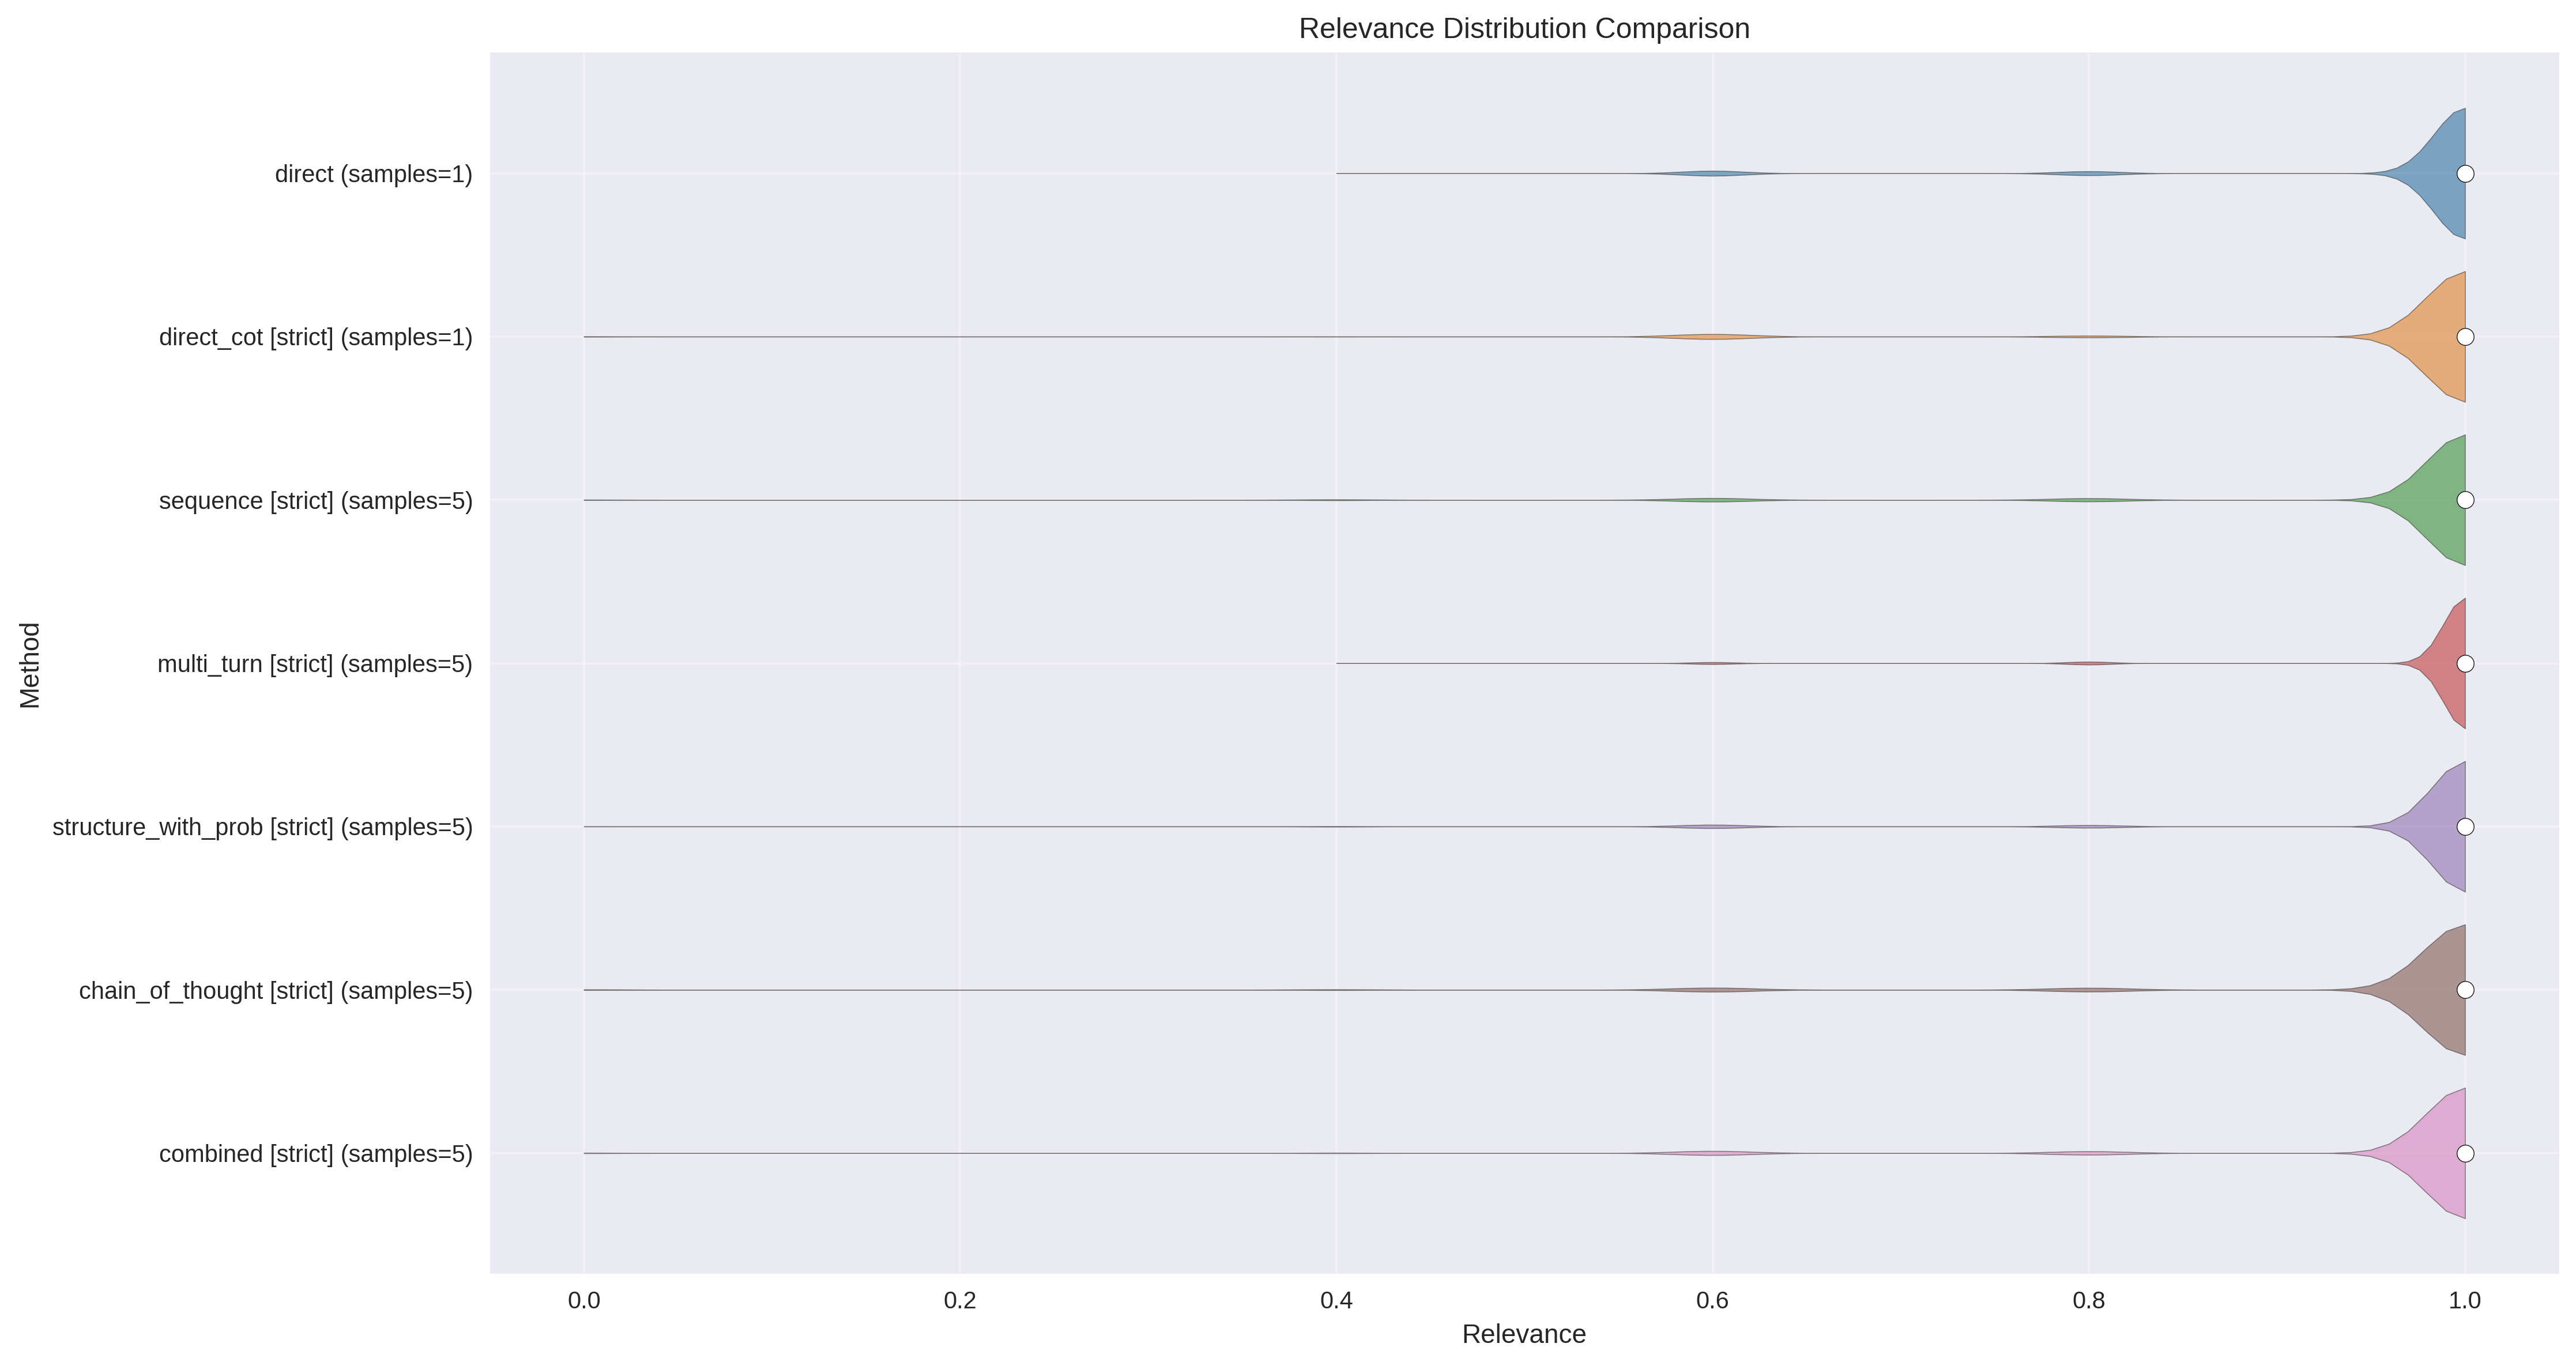 Relevance Distribution Comparison
Method
direct (samples=1)
direct_cot [strict] (samples=1)
sequence [strict] (samples=5)
multi_turn [strict] (samples=5)
structure_with_prob [strict] (samples=5)
chain_of_thought [strict] (samples=5)
combined [strict] (samples=5)
0.0 0.2 0.4 0.6 0.8 1.0
Relevance